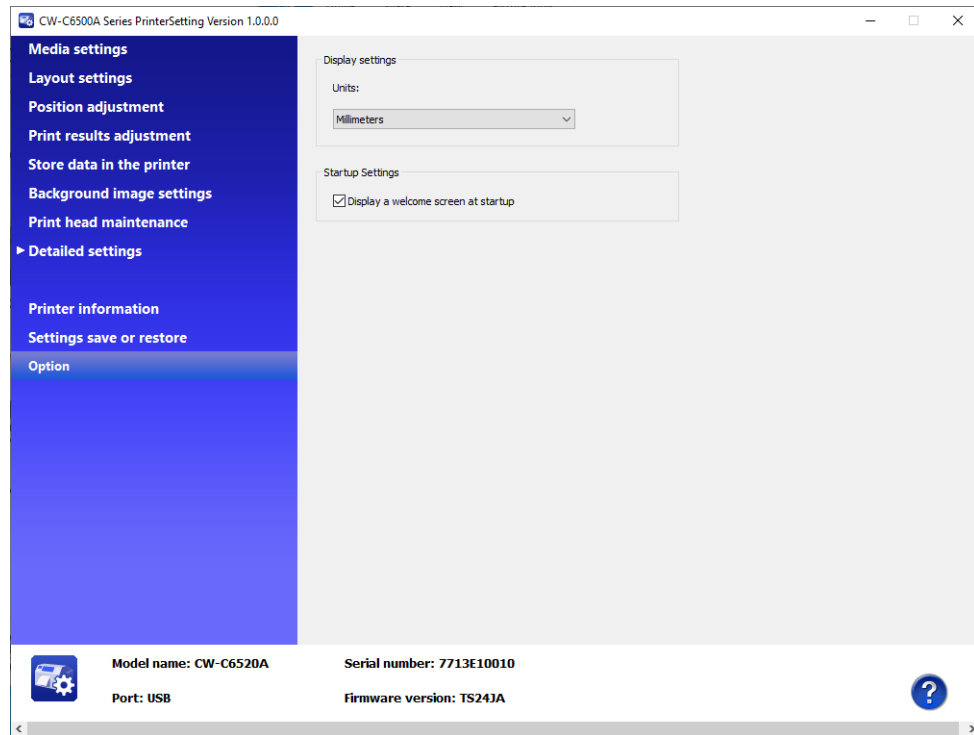 CW-C6500A Series PrinterSetting Version 1.0.0.0
Media settings
Layout settings
Position adjustment
Print results adjustment
Store data in the printer
Background image settings
Print head maintenance
Detailed settings
Printer information
Settings save or restore
Option
Display settings
Units:
Millimeters
Startup Settings
Display a welcome screen at startup
Model name: CW-C6520A
Serial number: 7713E10010
Port: USB
Firmware version: TS24JA
?